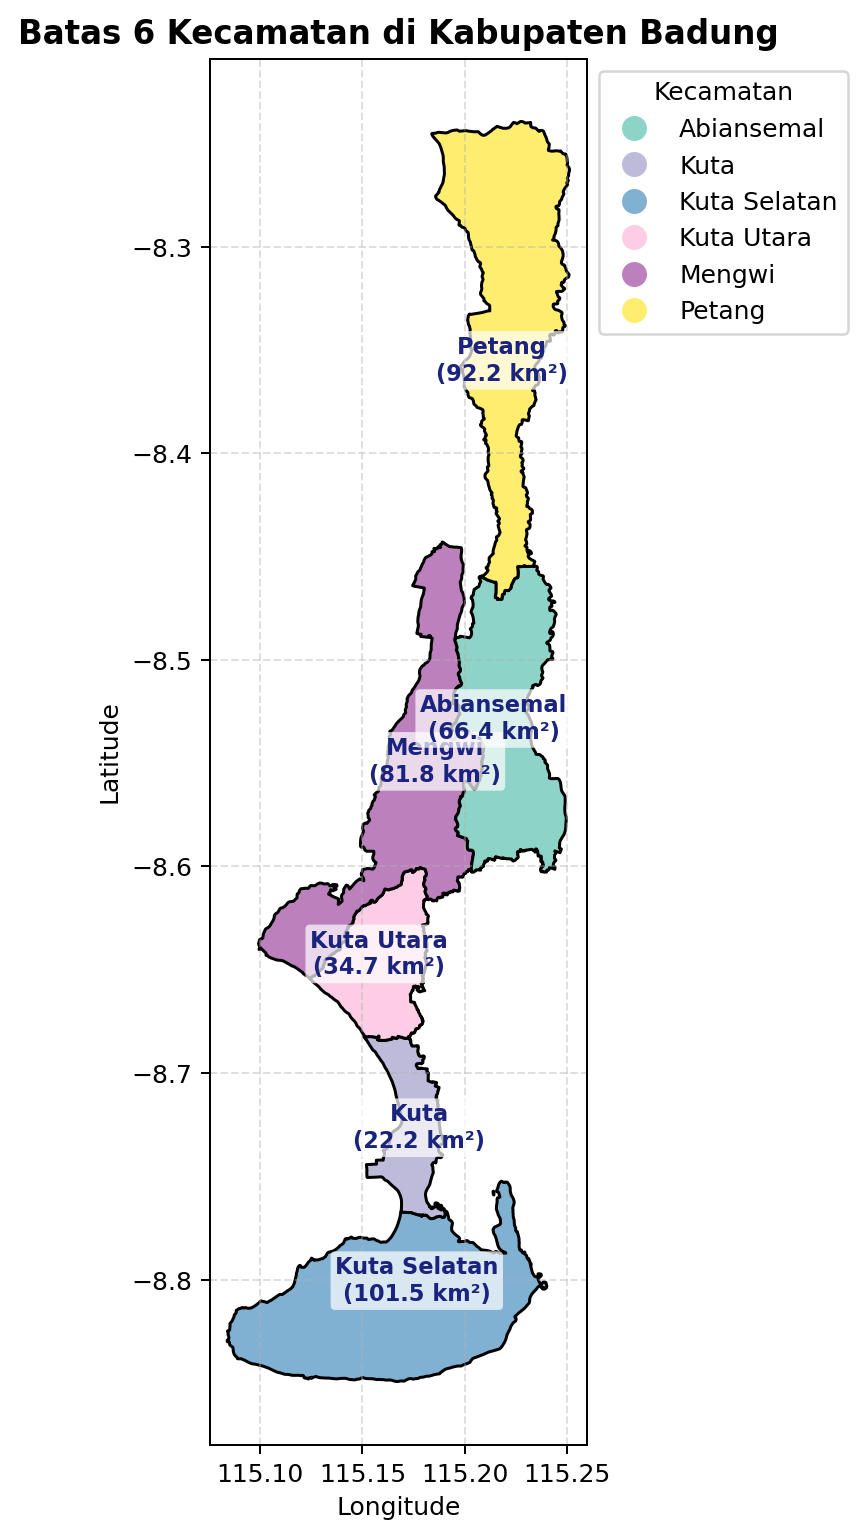 Batas 6 Kecamatan di Kabupaten Badung
Kecamatan
Abiansemal
Kuta
Kuta Selatan
Kuta Utara
Mengwi
Petang
−8.3
−8.4
−8.5
−8.6
−8.7
−8.8
Latitude
Petang
(92.2 km²)
Abiansemal
(66.4 km²)
Mengwi
(81.8 km²)
Kuta Utara
(34.7 km²)
Kuta
(22.2 km²)
Kuta Selatan
(101.5 km²)
115.10 115.15 115.20 115.25
Longitude